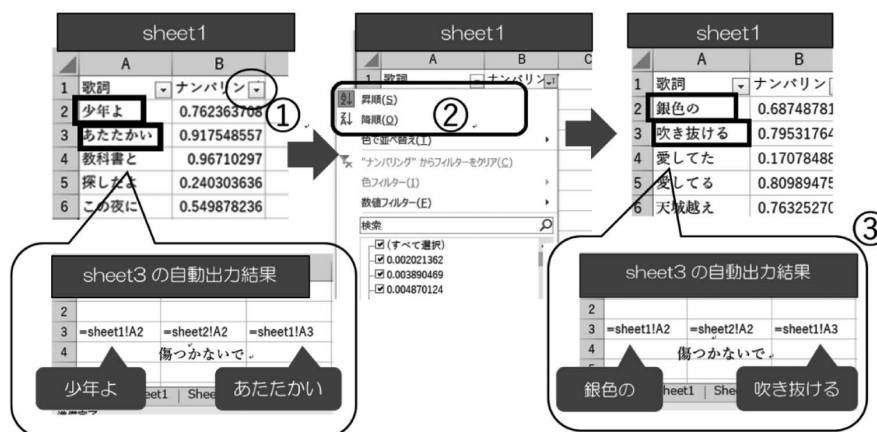 sheet1
A B
1 歌詞 ナンバリン
2 少年よ 0.762363708
3 あたたかい 0.917548557
4 教科書と 0.96710297
5 探したよ 0.240303636
6 この夜に 0.549878236
①
sheet3 の自動出力結果
2
3 =sheet1!A2 =sheet2!A2 =sheet1!A3
4 傷つかないで
少年よ
あたたかい
eet1 Shee
sheet1
A B C
1 歌詞 ナンバリン
昇順(S)
降順(O)
②
色で並べ替え(T)
"ナンバリング" からフィルターをクリア(C)
色フィルター(I)
数値フィルター(F)
検索
(すべて選択)
0.002021362
0.003890469
0.004870124
sheet1
A B
1 歌詞 ナンバリン
2 銀色の 0.68748781
3 吹き抜ける 0.79531764
4 愛してた 0.17078488
5 愛してる 0.80989475
6 天城越え 0.76325270
③
sheet3 の自動出力結果
2
3 =sheet1!A2 =sheet2!A2 =sheet1!A3
4 傷つかないで
銀色の
吹き抜ける
heet1 Shee